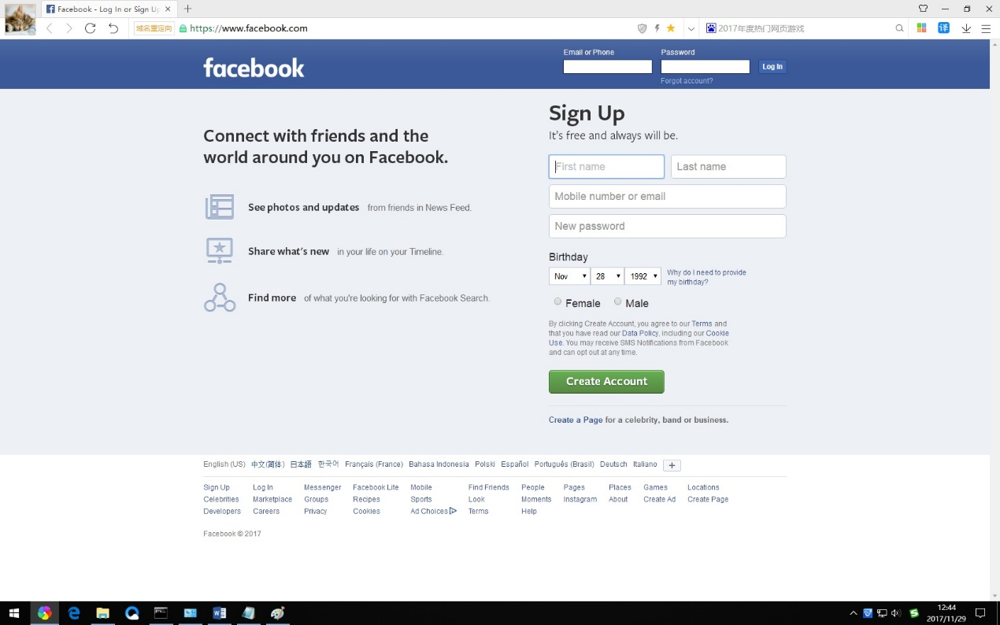 Facebook - Log In or Sign Up
域名重定向
https://www.facebook.com
2017年度热门网页游戏
译
facebook
Email or Phone
Password
Log In
Forgot account?
Connect with friends and the
world around you on Facebook.
See photos and updates from friends in News Feed.
Share what's new in your life on your Timeline.
Find more of what you're looking for with Facebook Search.
Sign Up
It's free and always will be.
First name Last name
Mobile number or email
New password
Birthday
Nov 28 1992
Why do I need to provide
my birthday?
Female Male
By clicking Create Account, you agree to our Terms and
that you have read our Data Policy, including our Cookie
Use. You may receive SMS Notifications from Facebook
and can opt out at any time.
Create Account
Create a Page for a celebrity, band or business.
English (US) 中文(简体) 日本語 한국어 Français (France) Bahasa Indonesia Polski Español Português (Brasil) Deutsch Italiano +
Sign Up Log In Messenger Facebook Lite Mobile Find Friends People Pages Places Games Locations
Celebrities Marketplace Groups Recipes Sports Look Moments Instagram About Create Ad Create Page
Developers Careers Privacy Cookies Ad Choices Terms Help
Facebook © 2017
12:44
2017/11/29